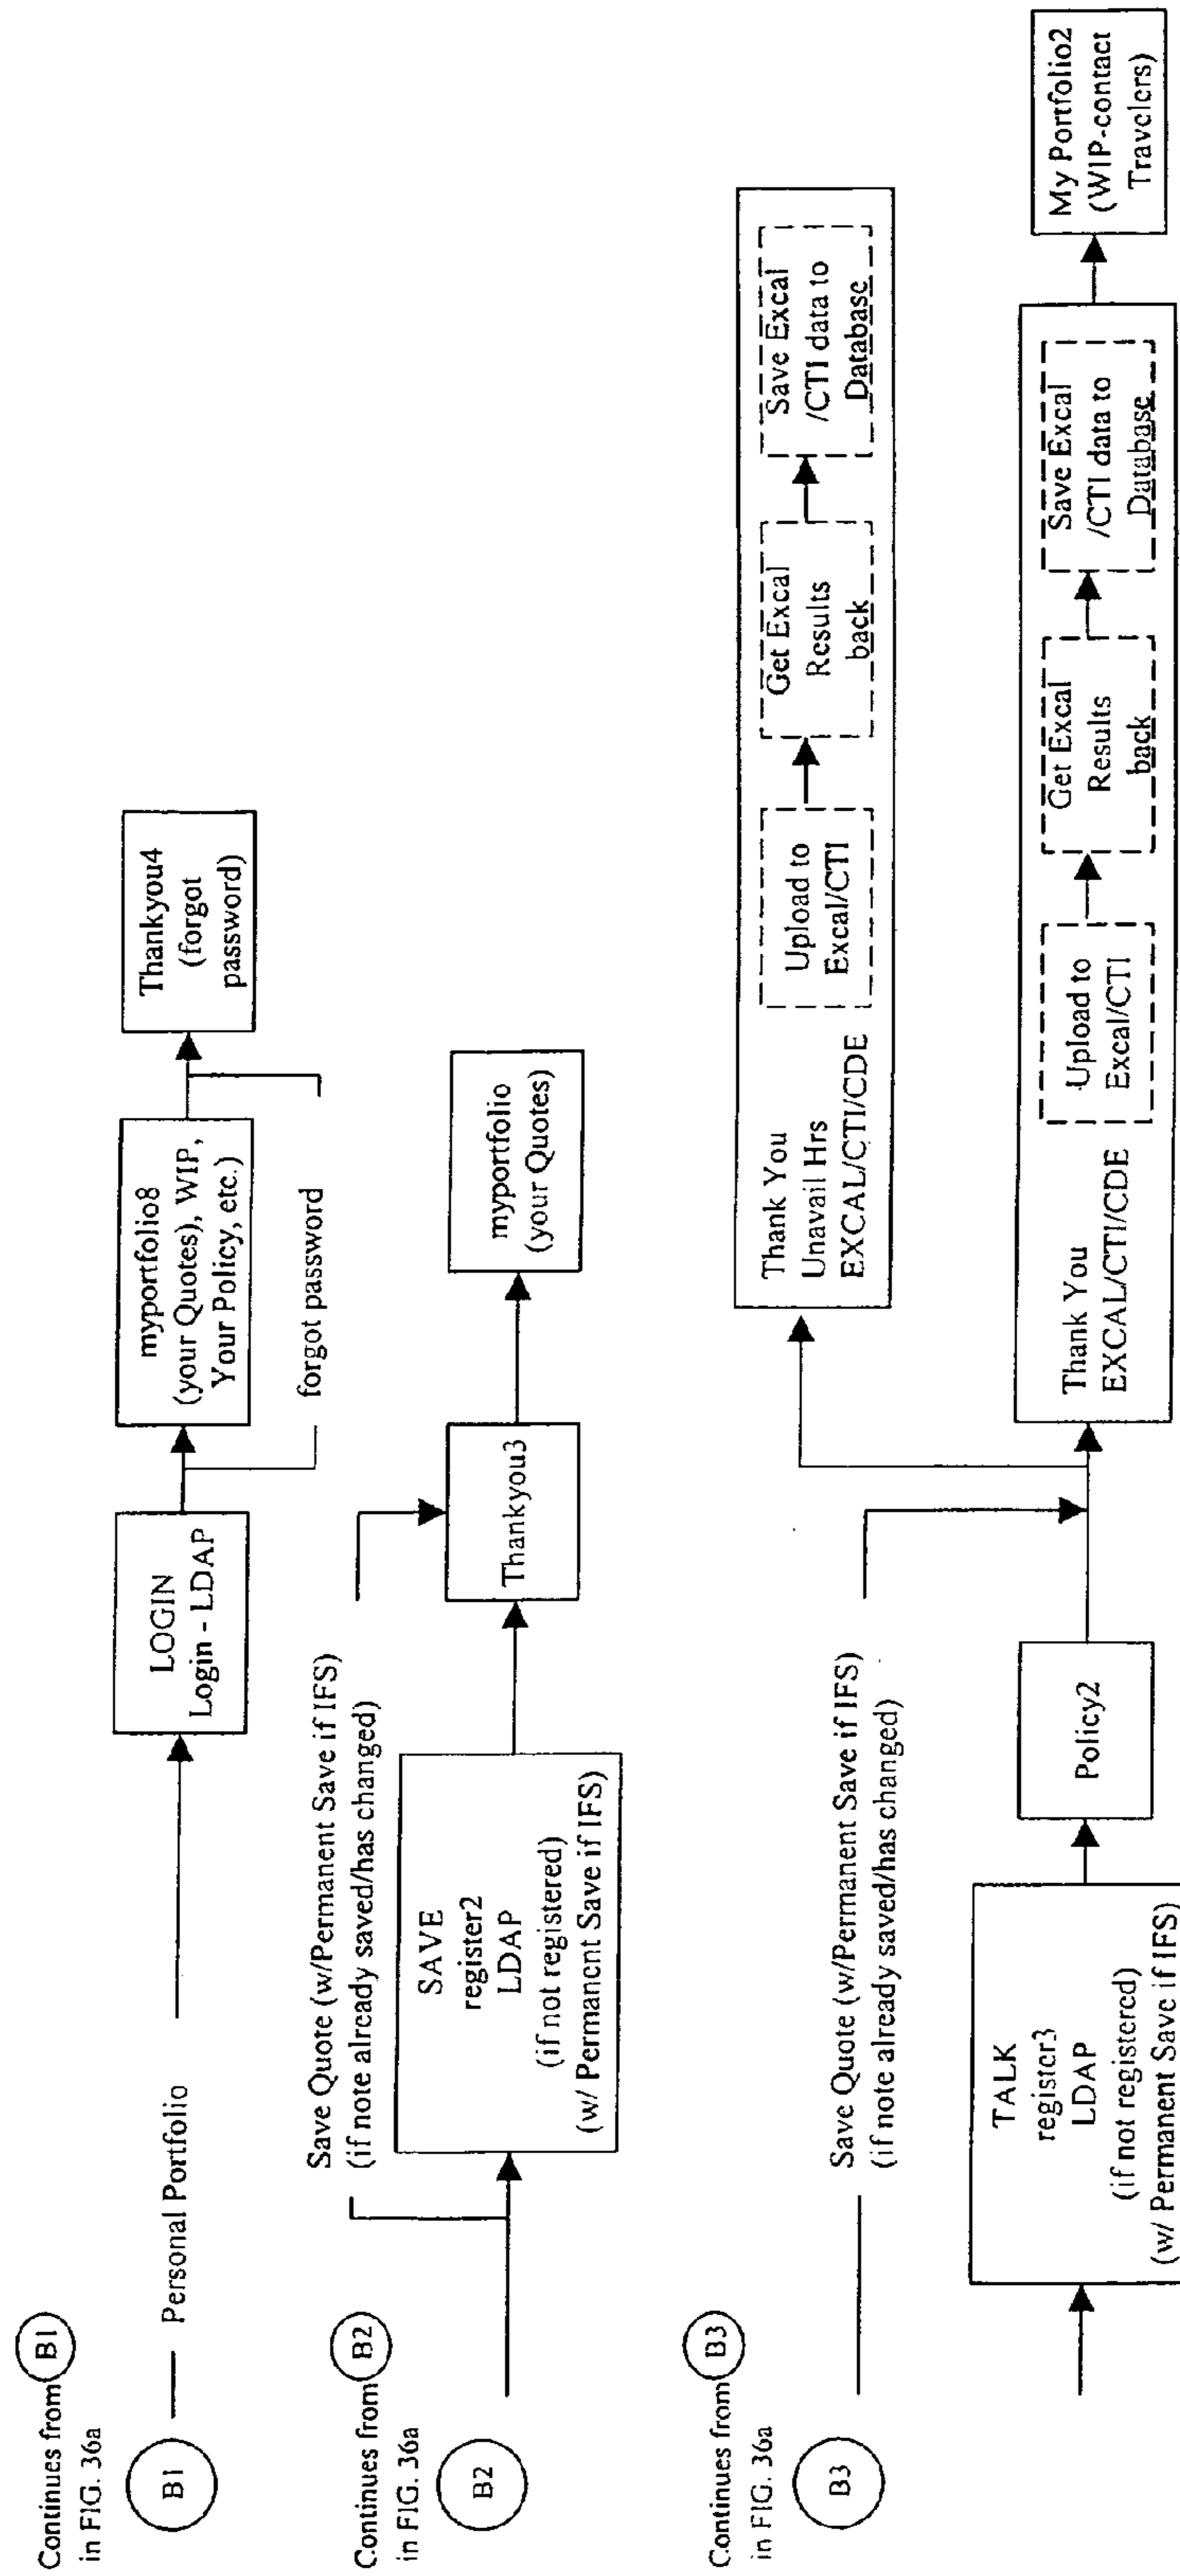 Continues from B1
in FIG. 36a
B1
Personal Portfolio
LOGIN
Login - LDAP
myportfolio8
(your Quotes), WIP,
Your Policy, etc.)
forgot password
Thankyou4
(forgot
password)
Continues from B2
in FIG. 36a
B2
Save Quote (w/Permanent Save if IFS)
(if note already saved/has changed)
SAVE
register2
LDAP
(if not registered)
(w/ Permanent Save if IFS)
Thankyou3
myportfolio
(your Quotes)
Continues from B3
in FIG. 36a
B3
Save Quote (w/Permanent Save if IFS)
(if note already saved/has changed)
Thank You
Unavail Hrs
EXCAL/CTI/CDE
Upload to
Excal/CTI
Get Excal
Results
back
Save Excal
/CTI data to
Database
TALK
register3
LDAP
(if not registered)
(w/ Permanent Save if IFS)
Policy2
Thank You
EXCAL/CTI/CDE
Upload to
Excal/CTI
Get Excal
Results
back
Save Excal
/CTI data to
Database
My Portfolio2
(WIP-contact
Travelers)